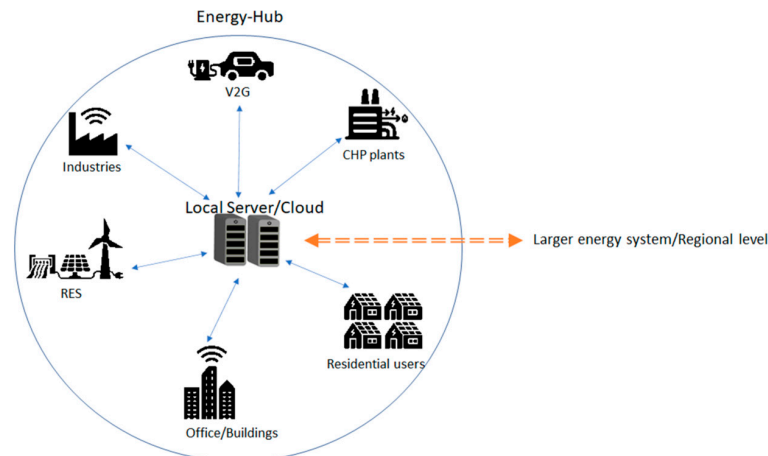 Energy-Hub
V2G
CHP plants
Industries
Local Server/Cloud
Larger energy system/Regional level
RES
Residential users
Office/Buildings